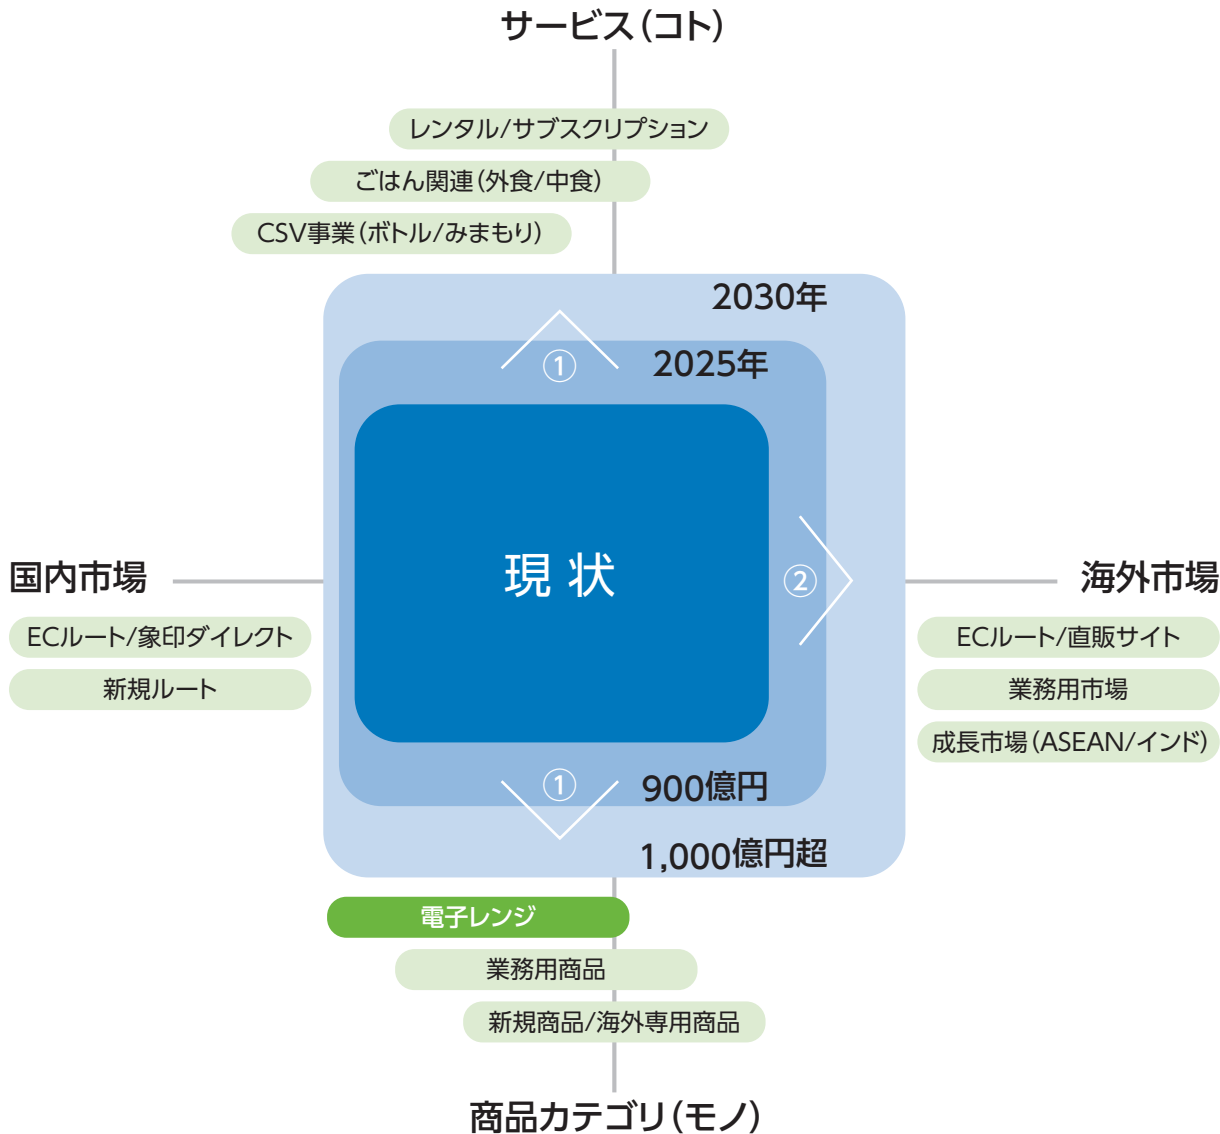 サービス(コト)
レンタル/サブスクリプション
ごはん関連(外食/中食)
CSV事業(ボトル/みまもり)
2030年
① 2025年
現状
②
国内市場
海外市場
ECルート/象印ダイレクト
新規ルート
ECルート/直販サイト
業務用市場
成長市場(ASEAN/インド)
① 900億円
1,000億円超
電子レンジ
業務用商品
新規商品/海外専用商品
商品カテゴリ(モノ)